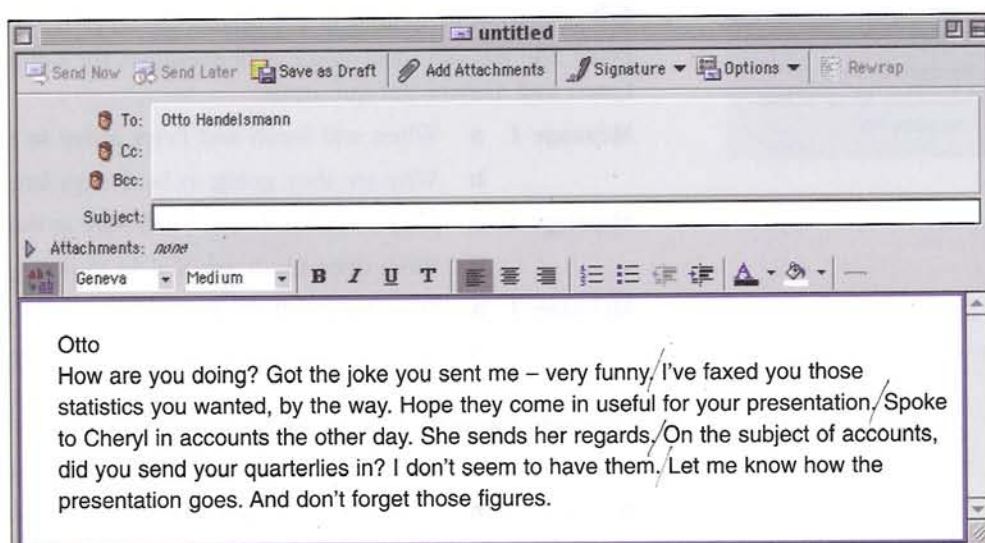 untitled
Send Now Send Later Save as Draft Add Attachments Signature Options Rewrap
To: Otto Handelsmann
Cc:
Bcc:
Subject:
Attachments: none
Geneva Medium B I U T A
Otto
How are you doing? Got the joke you sent me – very funny. I've faxed you those
statistics you wanted, by the way. Hope they come in useful for your presentation. Spoke
to Cheryl in accounts the other day. She sends her regards. On the subject of accounts,
did you send your quarterlies in? I don't seem to have them. Let me know how the
presentation goes. And don't forget those figures.